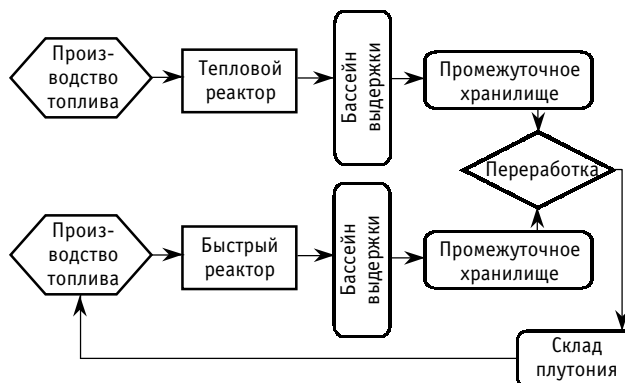 Произ-
водство
топлива
Тепловой
реактор
Бассейн
выдержки
Промежуточное
хранилище
Переработка
Произ-
водство
топлива
Быстрый
реактор
Бассейн
выдержки
Промежуточное
хранилище
Склад
плутония